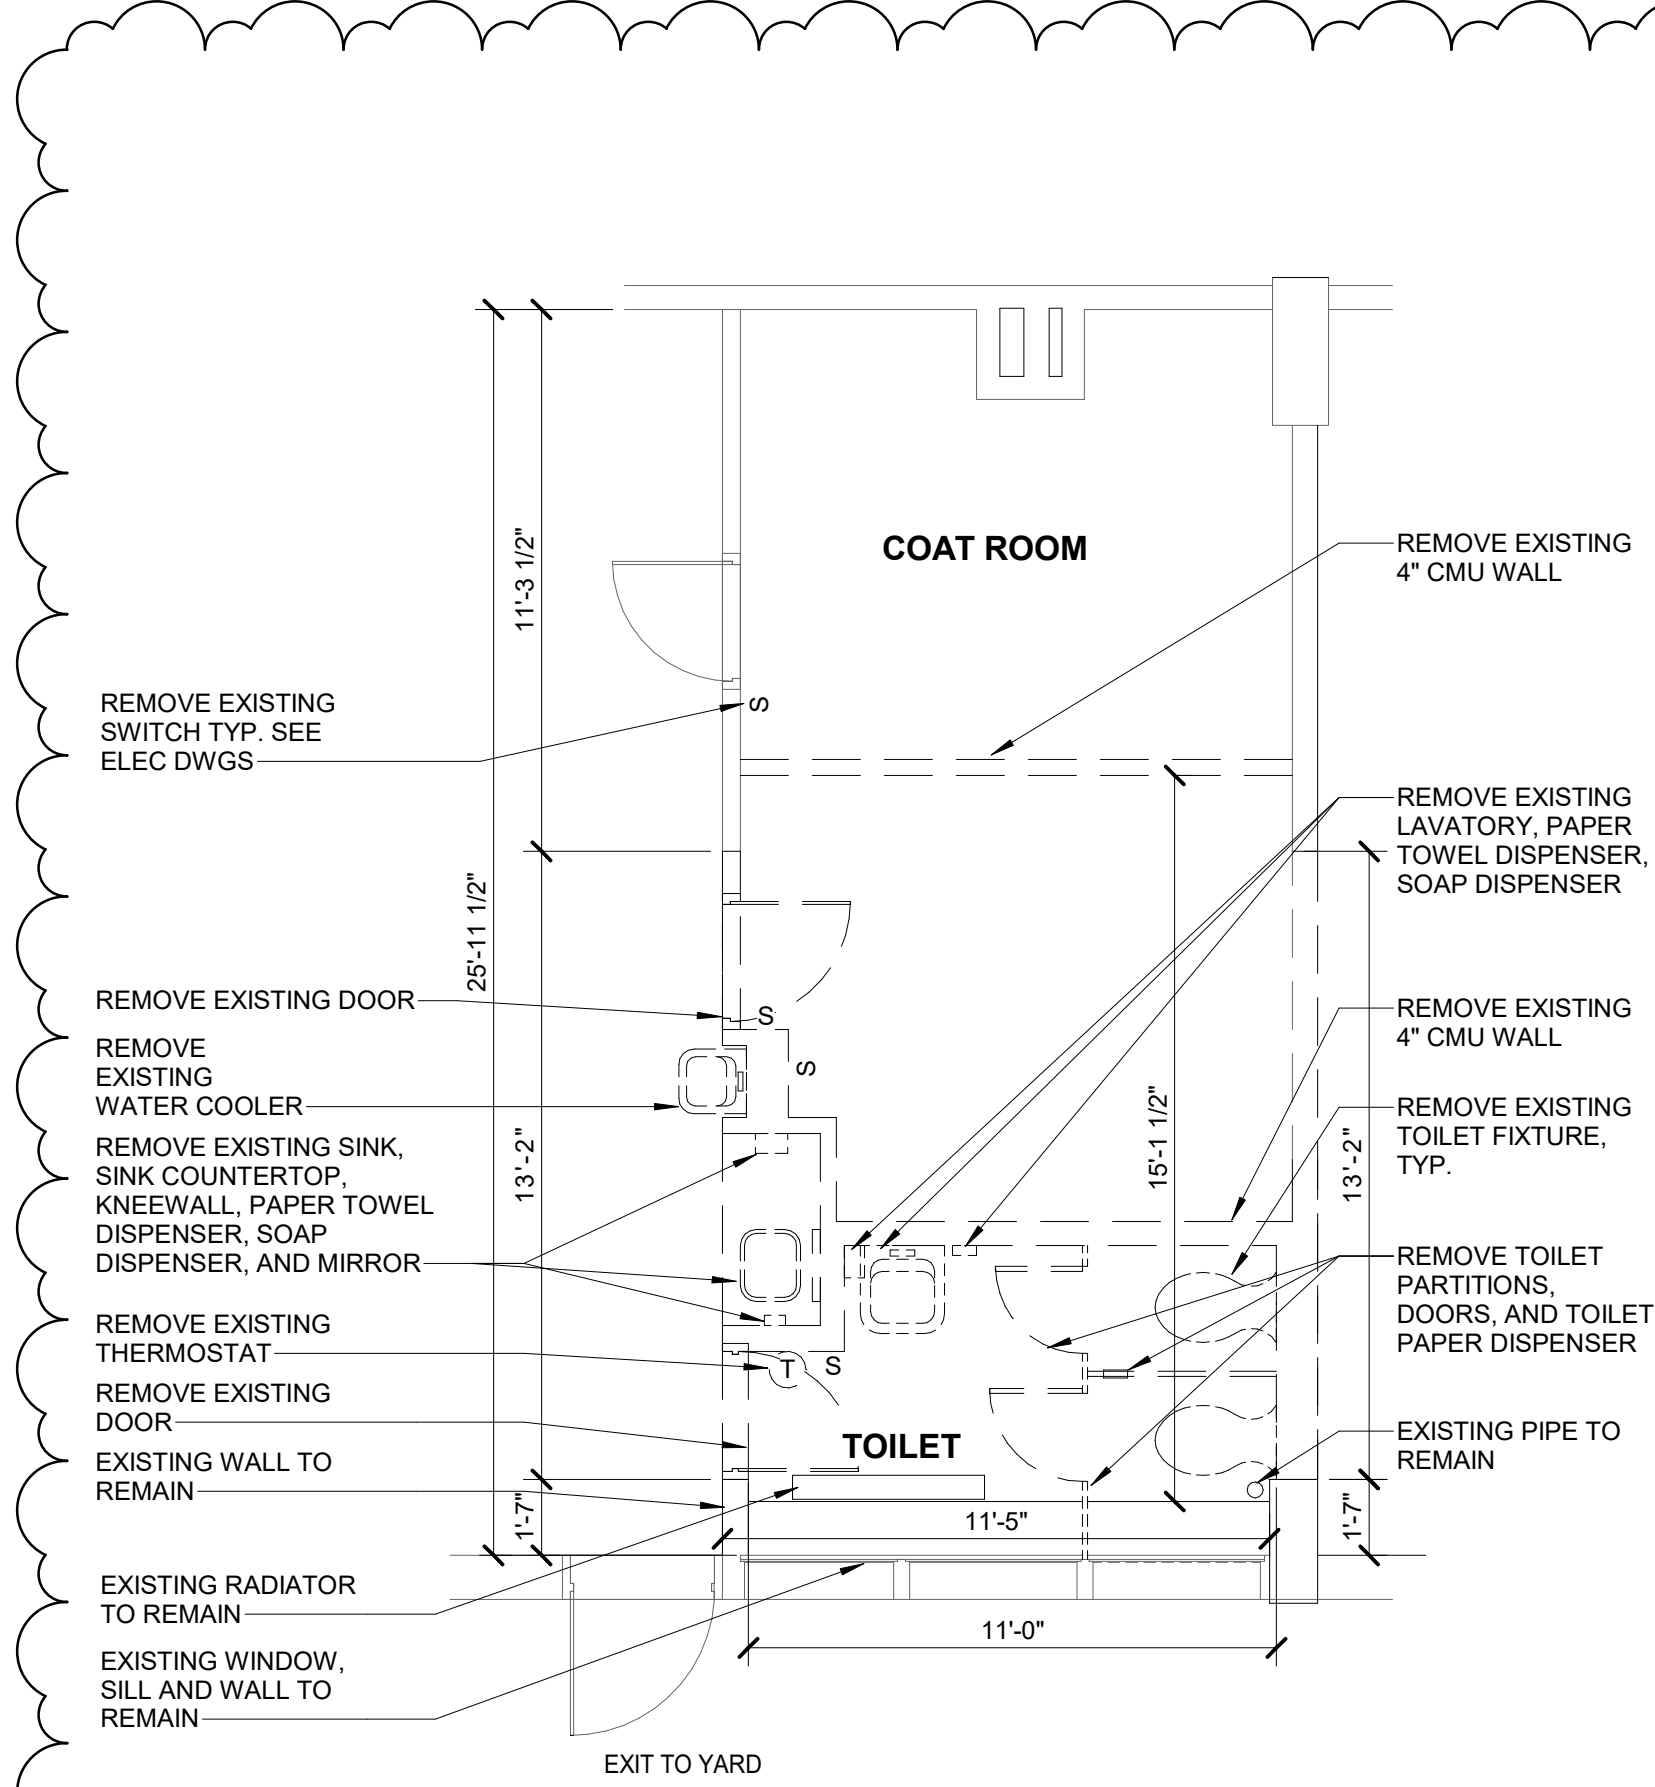 11'-3 1/2"
COAT ROOM
REMOVE EXISTING
4" CMU WALL
REMOVE EXISTING
SWITCH TYP. SEE
ELEC DWGS
S
REMOVE EXISTING
LAVATORY, PAPER
TOWEL DISPENSER,
SOAP DISPENSER
25'-11 1/2"
REMOVE EXISTING DOOR
S
REMOVE EXISTING
4" CMU WALL
REMOVE
EXISTING
WATER COOLER
S
REMOVE EXISTING
TOILET FIXTURE,
TYP.
13'-2"
15'-1 1/2"
13'-2"
REMOVE EXISTING SINK,
SINK COUNTERTOP,
KNEEWALL, PAPER TOWEL
DISPENSER, SOAP
DISPENSER, AND MIRROR
REMOVE TOILET
PARTITIONS,
DOORS, AND TOILET
PAPER DISPENSER
REMOVE EXISTING
THERMOSTAT
T
S
REMOVE EXISTING
DOOR
TOILET
EXISTING PIPE TO
REMAIN
EXISTING WALL TO
REMAIN
1'-7"
11'-5"
1'-7"
EXISTING RADIATOR
TO REMAIN
11'-0"
EXISTING WINDOW,
SILL AND WALL TO
REMAIN
EXIT TO YARD